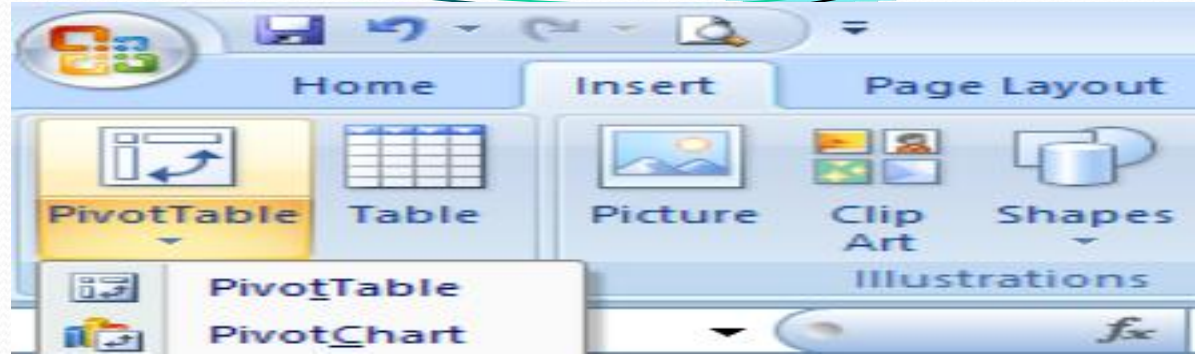 Home Insert Page Layout
PivotTable Table Picture Clip Art Shapes
Illustrations
PivotTable
PivotChart
fx